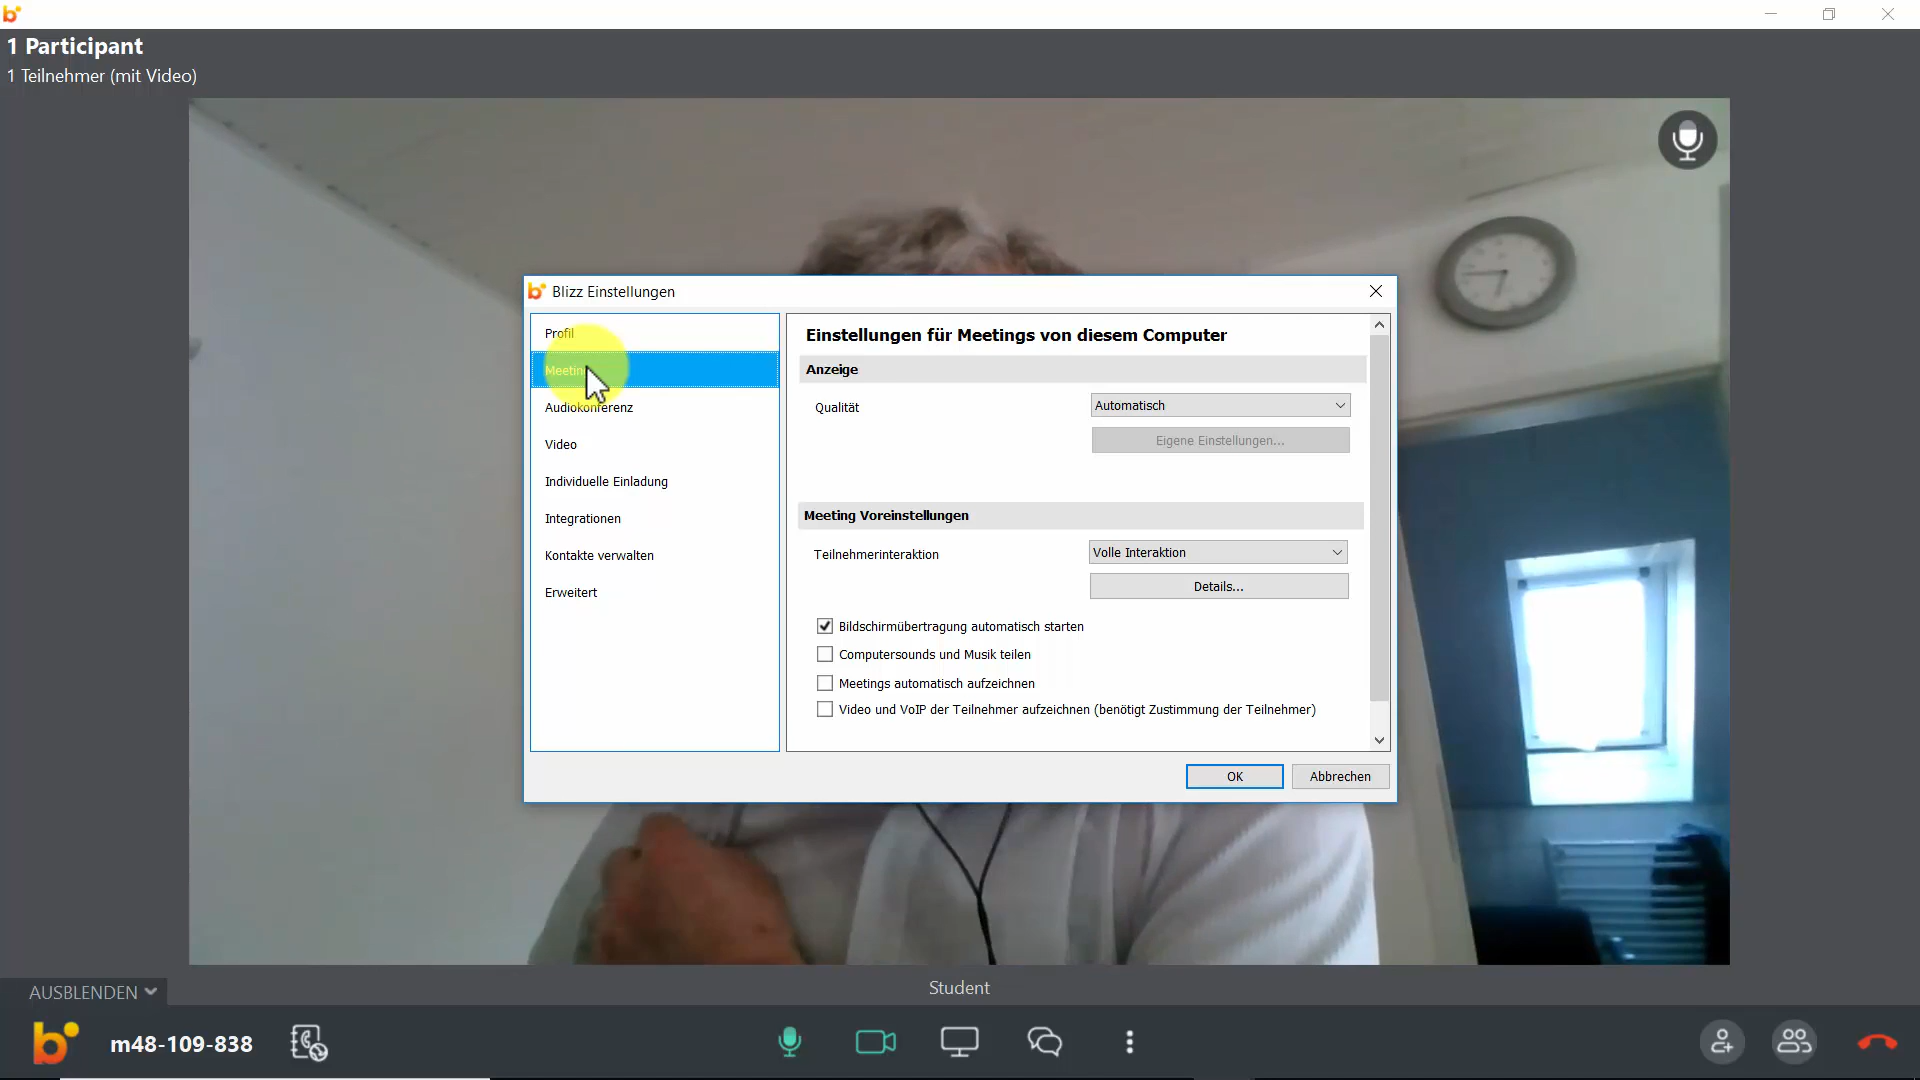 1 Participant
1 Teilnehmer (mit Video)
Blizz Einstellungen
Profil
Meeting
Audiokonferenz
Video
Individuelle Einladung
Integrationen
Kontakte verwalten
Erweitert
Einstellungen für Meetings von diesem Computer
Anzeige
Qualität
Automatisch
Eigene Einstellungen...
Meeting Voreinstellungen
Teilnehmerinteraktion
Volle Interaktion
Details...
Bildschirmübertragung automatisch starten
Computersounds und Musik teilen
Meetings automatisch aufzeichnen
Video und VoIP der Teilnehmer aufzeichnen (benötigt Zustimmung der Teilnehmer)
OK
Abbrechen
AUSBLENDEN
Student
m48-109-838